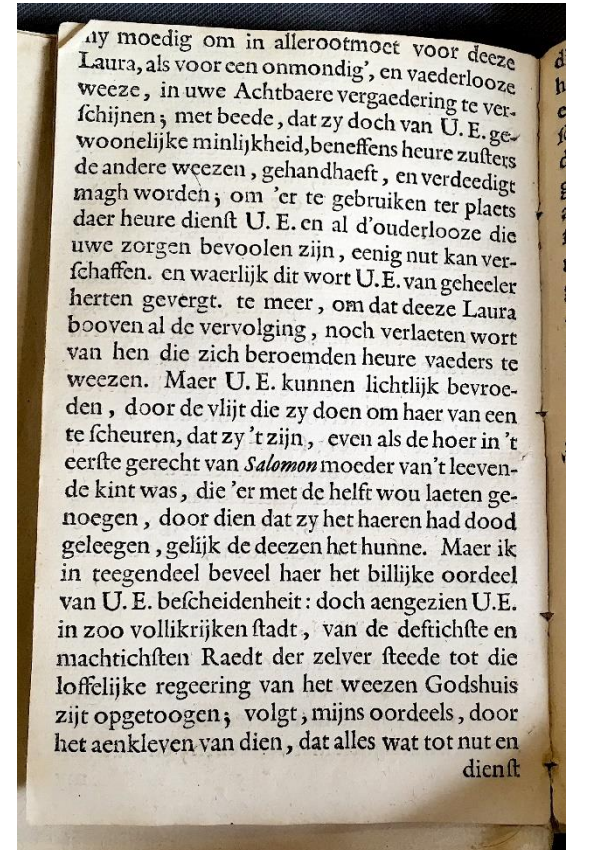 my moedig om in allerootmoet voor deeze
Laura, als voor een onmondig', en vaederlooze
weeze, in uwe Achtbaere vergaedering te ver-
ſchijnen; met beede, dat zy doch van U. E. ge-
woonelijke minlijkheid, beneffens heure zuſters
de andere weezen, gehandhaeft, en verdeedigt
magh worden; om 'er te gebruiken ter plaets
daer heure dienſt U. E. en al d'ouderlooze die
uwe zorgen bevoolen zijn, eenig nut kan ver-
ſchaffen. en waerlijk dit wort U.E. van geheeler
herten gevergt. te meer, om dat deeze Laura
booven al de vervolging, noch verlaeten wort
van hen die zich beroemden heure vaeders te
weezen. Maer U. E. kunnen lichtlijk bevroe-
den, door de vlijt die zy doen om haer van een
te ſcheuren, dat zy 't zijn, even als de hoer in 't
eerſte gerecht van Salomon moeder van't leeven-
de kint was, die 'er met de helft wou laeten ge-
noegen, door dien dat zy het haeren had dood
geleegen, gelijk de deezen het hunne. Maer ik
in teegendeel beveel haer het billijke oordeel
van U. E. beſcheidenheit: doch aengezien U.E.
in zoo vollikrijken ſtadt, van de deftichſte en
machtichſten Raedt der zelver ſteede tot die
loffelijke regeering van het weezen Godshuis
zijt opgetoogen; volgt, mijns oordeels, door
het aenkleven van dien, dat alles wat tot nut en
dienſt